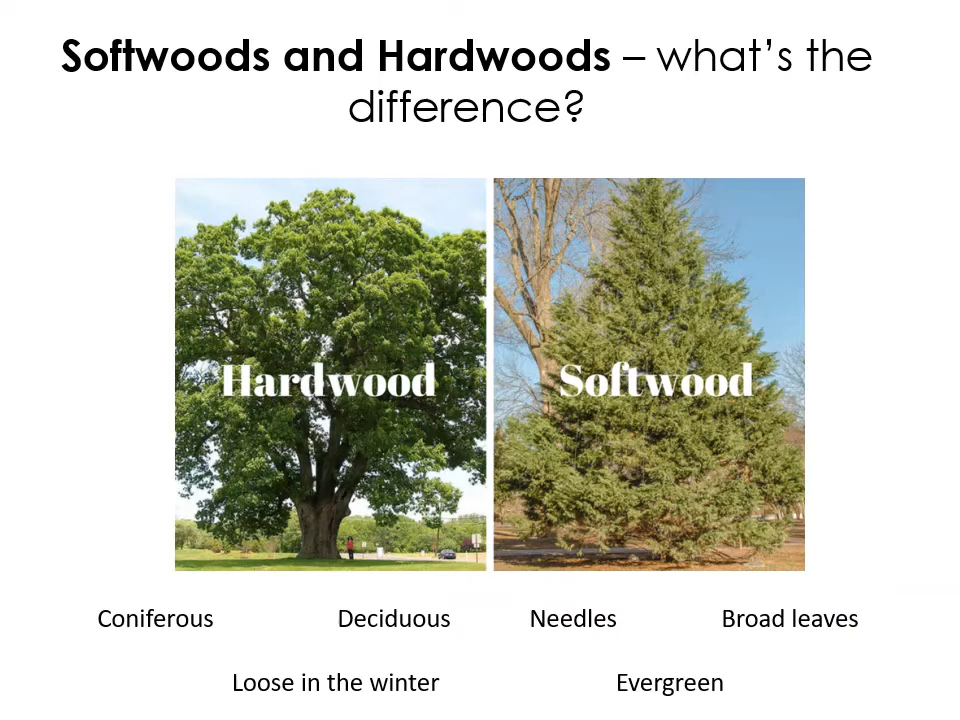 Softwoods and Hardwoods – what's the
difference?
Hardwood
Softwood
Coniferous
Deciduous
Needles
Broad leaves
Loose in the winter
Evergreen